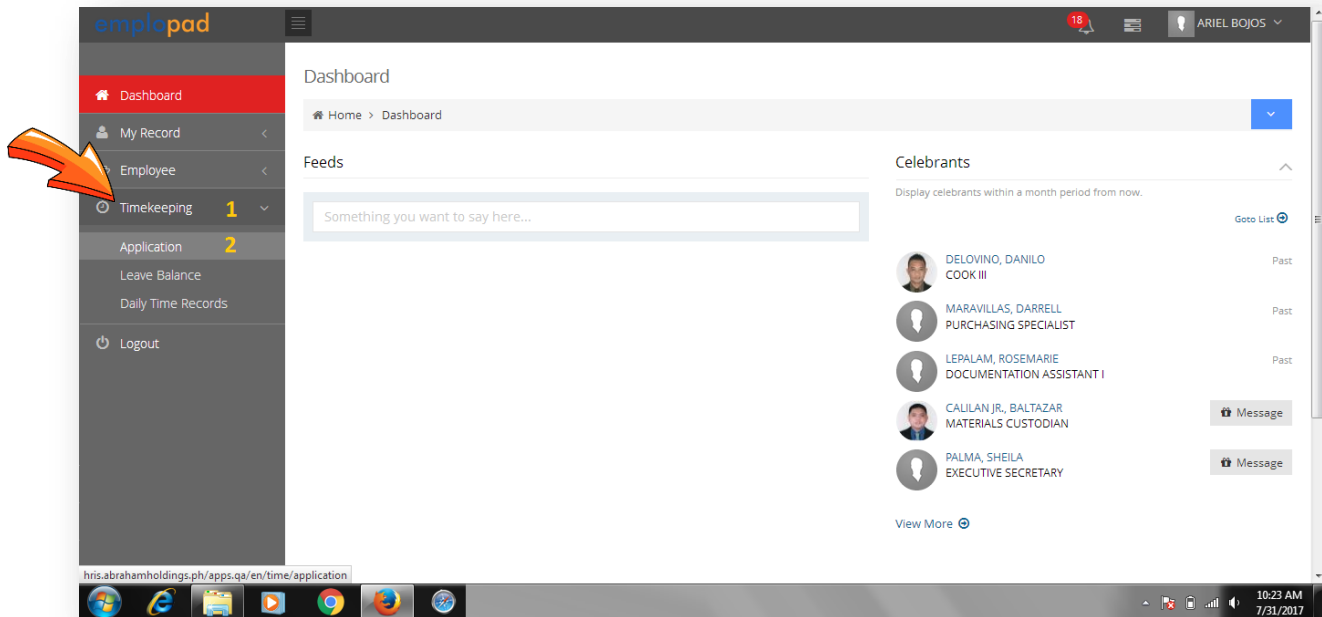 emplopad
18
ARIEL BOJOS
Dashboard
My Record
Employee
Timekeeping 1
Application 2
Leave Balance
Daily Time Records
Logout
Dashboard
Home > Dashboard
Feeds
Something you want to say here...
Celebrants
Display celebrants within a month period from now.
Goto List
DELOVINO, DANILO Past
COOK III
MARAVILLAS, DARRELL Past
PURCHASING SPECIALIST
LEPALAM, ROSEMARIE Past
DOCUMENTATION ASSISTANT I
CALILAN JR., BALTAZAR Message
MATERIALS CUSTODIAN
PALMA, SHEILA Message
EXECUTIVE SECRETARY
View More
hris.abrahamholdings.ph/apps.qa/en/time/application
10:23 AM
7/31/2017